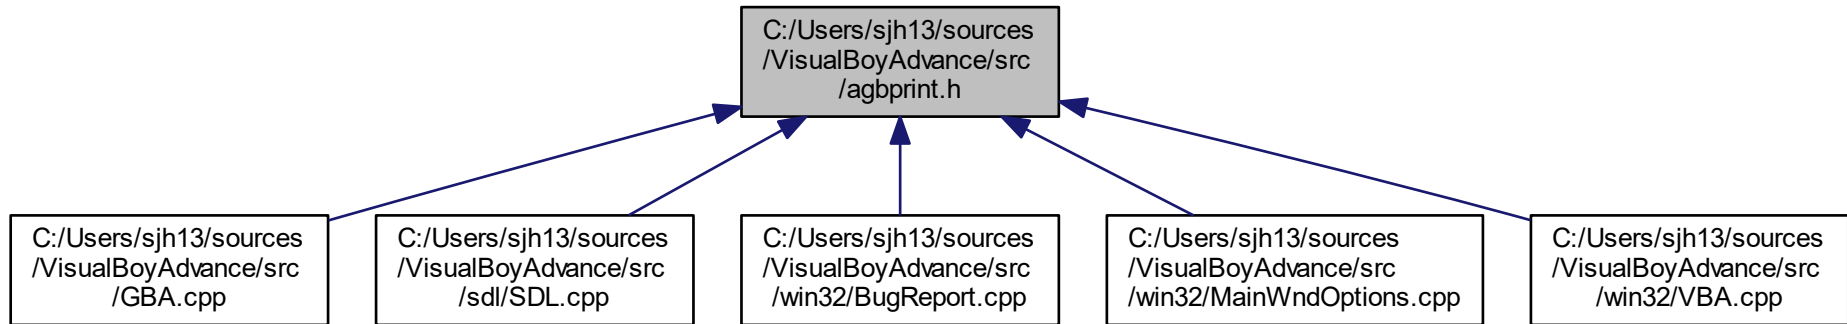 C:/Users/sjh13/sources
/VisualBoyAdvance/src
/agbprint.h
C:/Users/sjh13/sources
/VisualBoyAdvance/src
/GBA.cpp
C:/Users/sjh13/sources
/VisualBoyAdvance/src
/sdl/SDL.cpp
C:/Users/sjh13/sources
/VisualBoyAdvance/src
/win32/BugReport.cpp
C:/Users/sjh13/sources
/VisualBoyAdvance/src
/win32/MainWndOptions.cpp
C:/Users/sjh13/sources
/VisualBoyAdvance/src
/win32/VBA.cpp